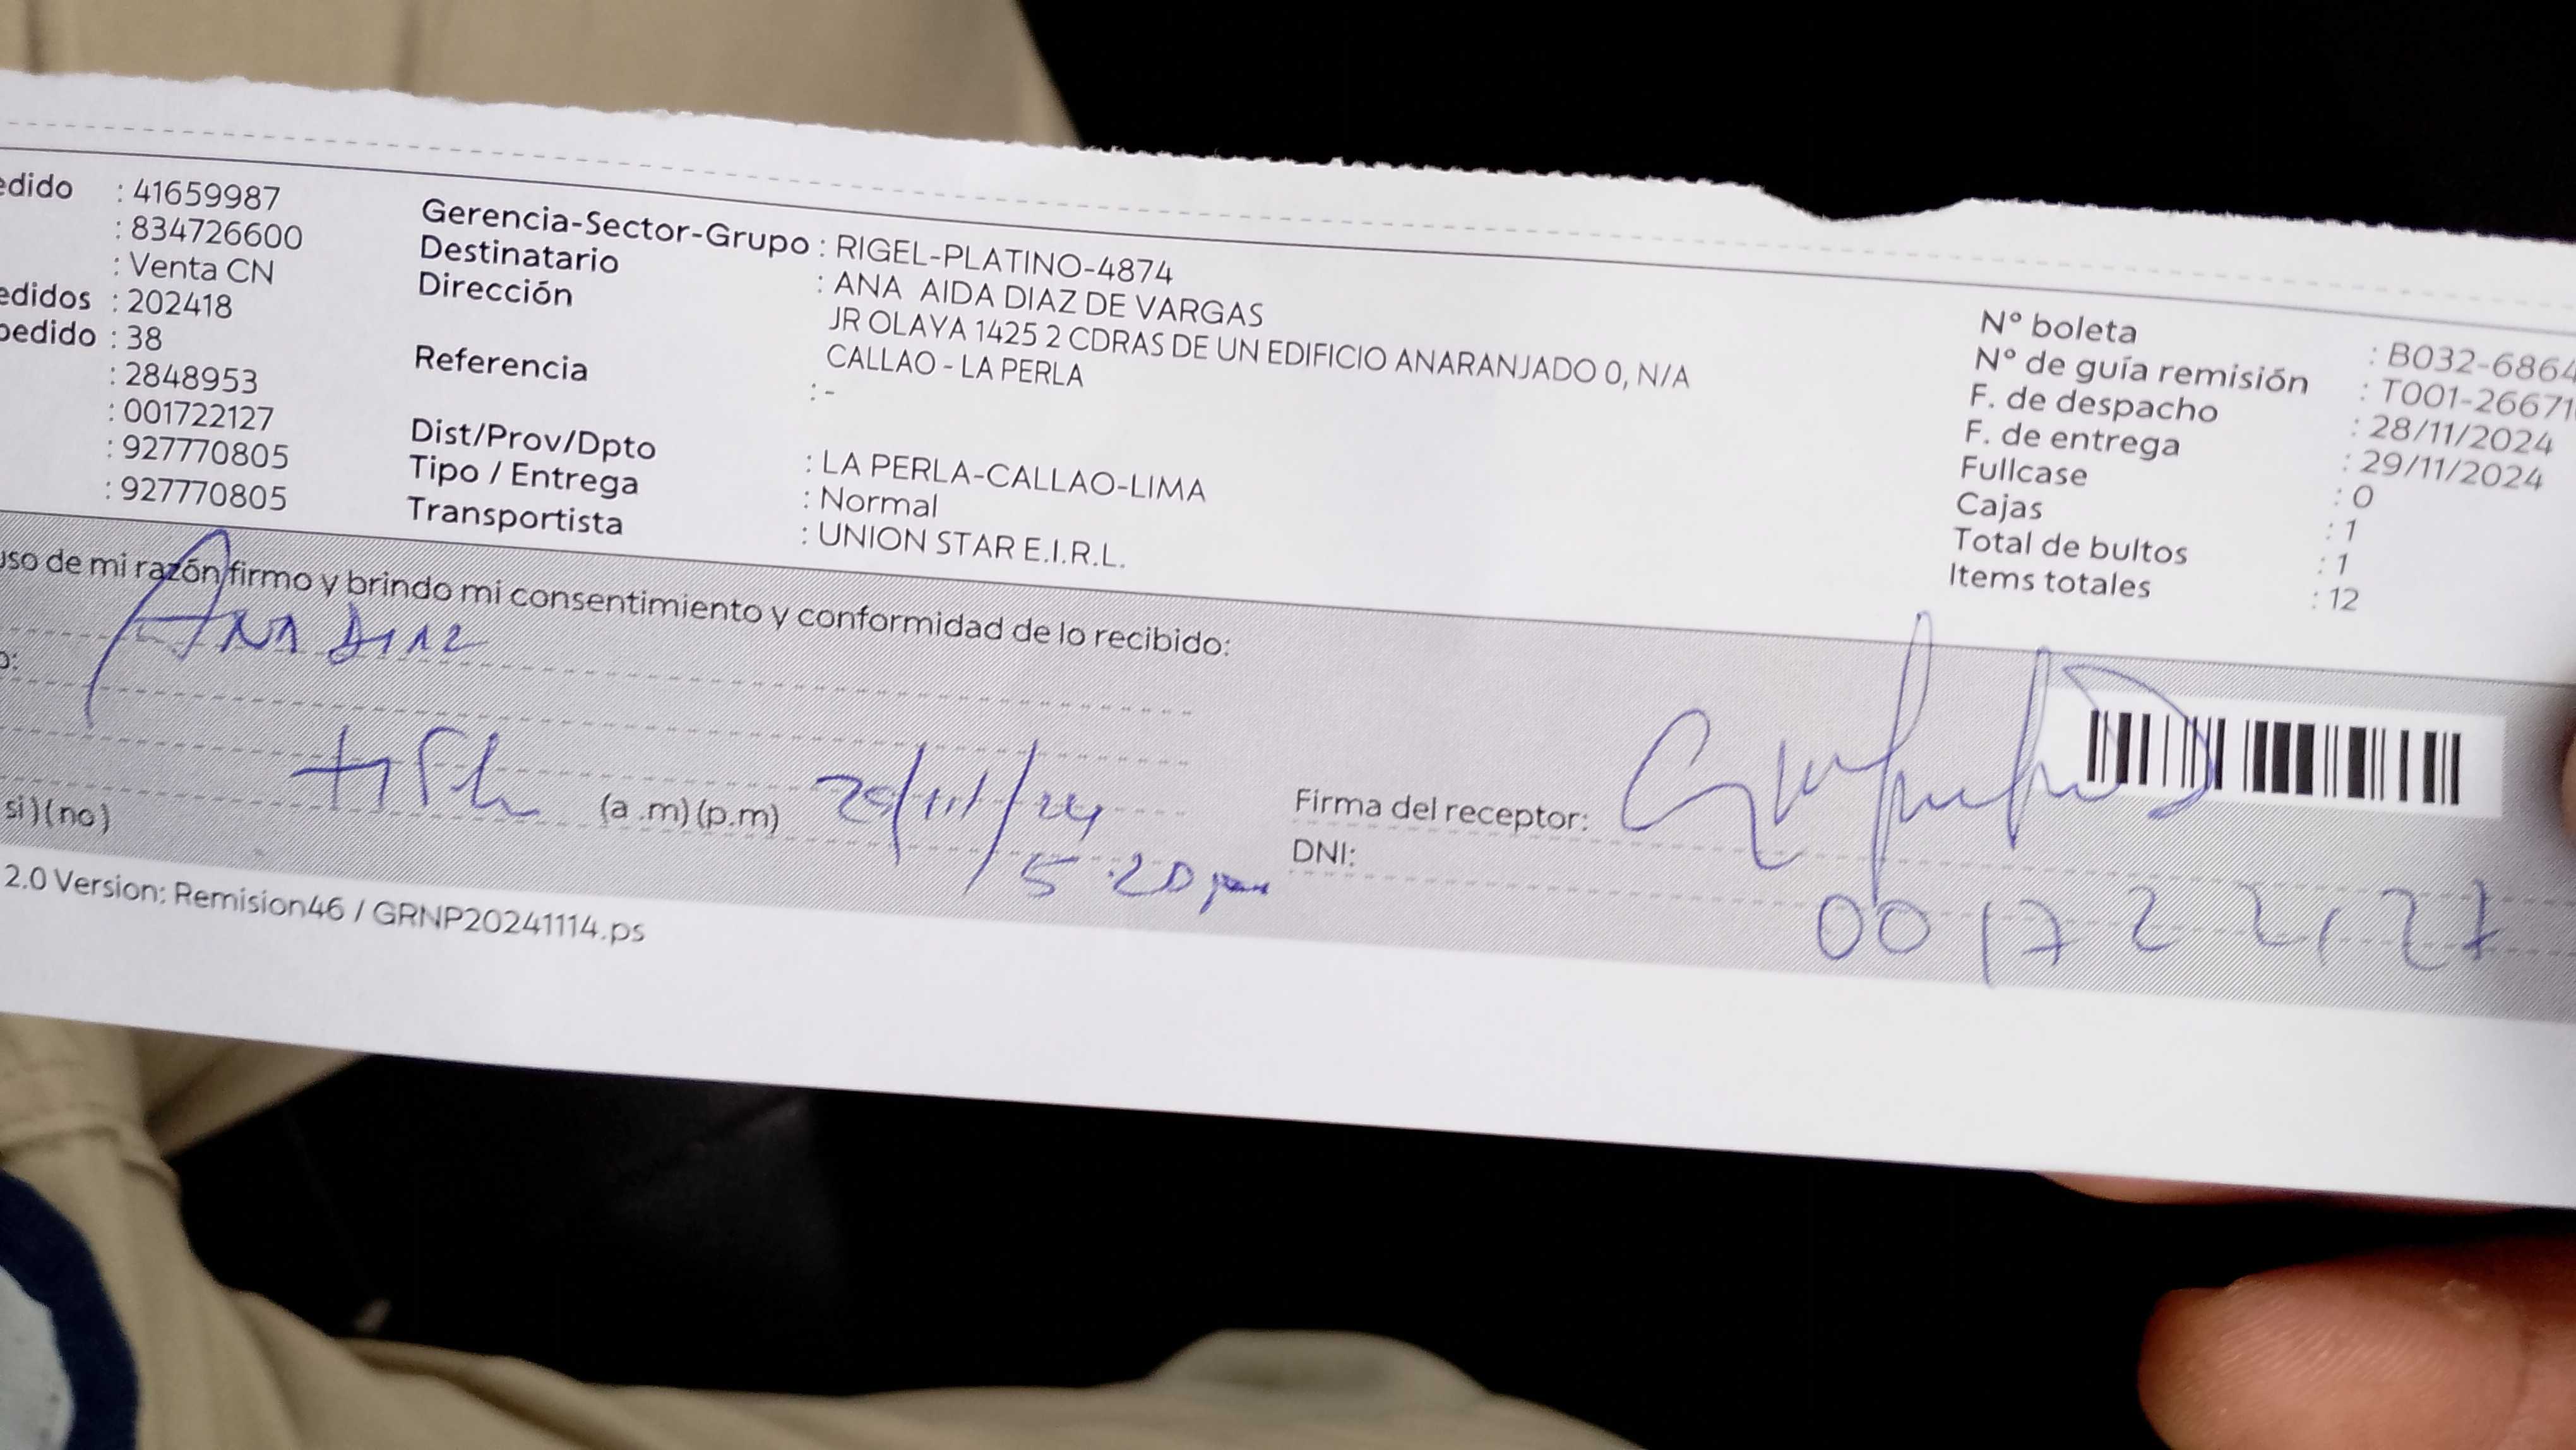 edido : 41659987
: 834726600
: Venta CN
edidos : 202418
pedido : 38
: 2848953
: 001722127
: 927770805
: 927770805
Gerencia-Sector-Grupo : RIGEL-PLATINO-4874
Destinatario : ANA AIDA DIAZ DE VARGAS
Dirección JR OLAYA 1425 2 CDRAS DE UN EDIFICIO ANARANJADO 0, N/A
CALLAO - LA PERLA
Referencia : -
Dist/Prov/Dpto : LA PERLA-CALLAO-LIMA
Tipo / Entrega : Normal
Transportista : UNION STAR E.I.R.L.
N° boleta : B032-6864
N° de guía remisión : T001-26671
F. de despacho : 28/11/2024
F. de entrega : 29/11/2024
Fullcase : 0
Cajas : 1
Total de bultos : 1
Items totales : 12
uso de mi razón firmo y brindo mi consentimiento y conformidad de lo recibido:
o: ANA DIAZ
si)(no) (a .m)(p.m) /11/24
5:20 pm
Firma del receptor:
DNI: 001722127
2.0 Version: Remision46 / GRNP20241114.ps